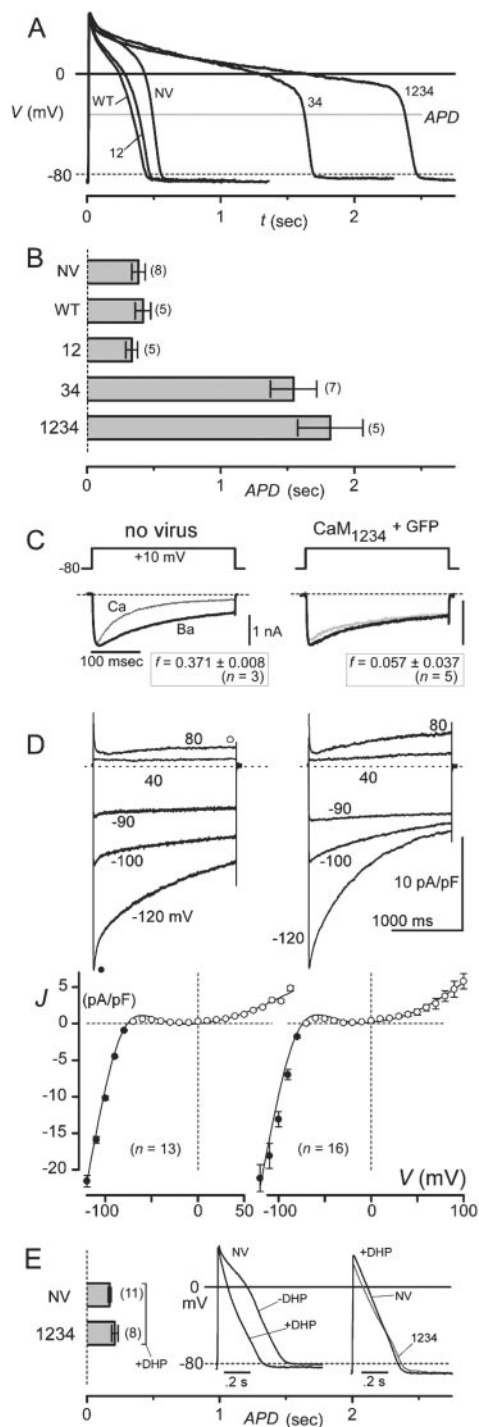 A
0
V (mV)
-80
WT
NV
12
34
1234
APD
0 1 2
t (sec)
B
NV (8)
WT (5)
12 (5)
34 (7)
1234 (5)
0 1 2
APD (sec)
C
no virus
CaM1234 + GFP
-80
+10 mV
Ca
Ba
1 nA
100 msec
f = 0.371 ± 0.008
(n = 3)
f = 0.057 ± 0.037
(n = 5)
D
80
40
-90
-100
-120 mV
80
40
-90
-100
-120
10 pA/pF
1000 ms
J
(pA/pF)
5
0
-5
-10
-15
-20
(n = 13)
(n = 16)
V (mV)
-100 0 50
-100 0 100
E
NV (11)
1234 (8)
+DHP
NV
0
mV
-DHP
+DHP
-80
.2 s
+DHP
NV
1234
.2 s
0 1 2
APD (sec)